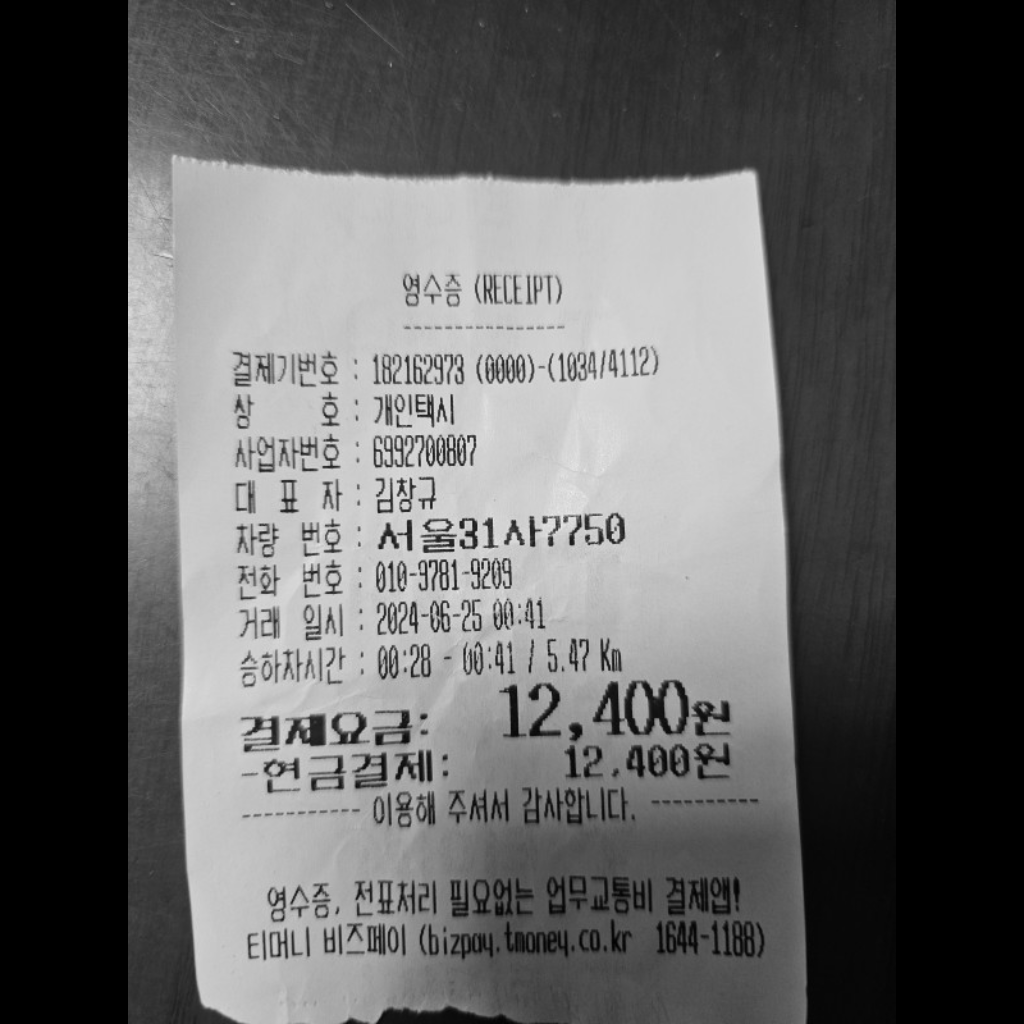 영수증 (RECEIPT)
----------------
결제기번호 : 182162973 (0000)-(1034/4112)
상 호 : 개인택시
사업자번호 : 6992700807
대 표 자 : 김창규
차량 번호 : 서울31사7750
전화 번호 : 010-9781-9209
거래 일시 : 2024-06-25 00:41
승하차시간 : 00:28 - 00:41 / 5.47 Km
결제요금: 12,400원
-현금결제: 12,400원
----------- 이용해 주셔서 감사합니다. ----------
영수증, 전표처리 필요없는 업무교통비 결제앱!
티머니 비즈페이 (bizpay.tmoney.co.kr 1644-1188)